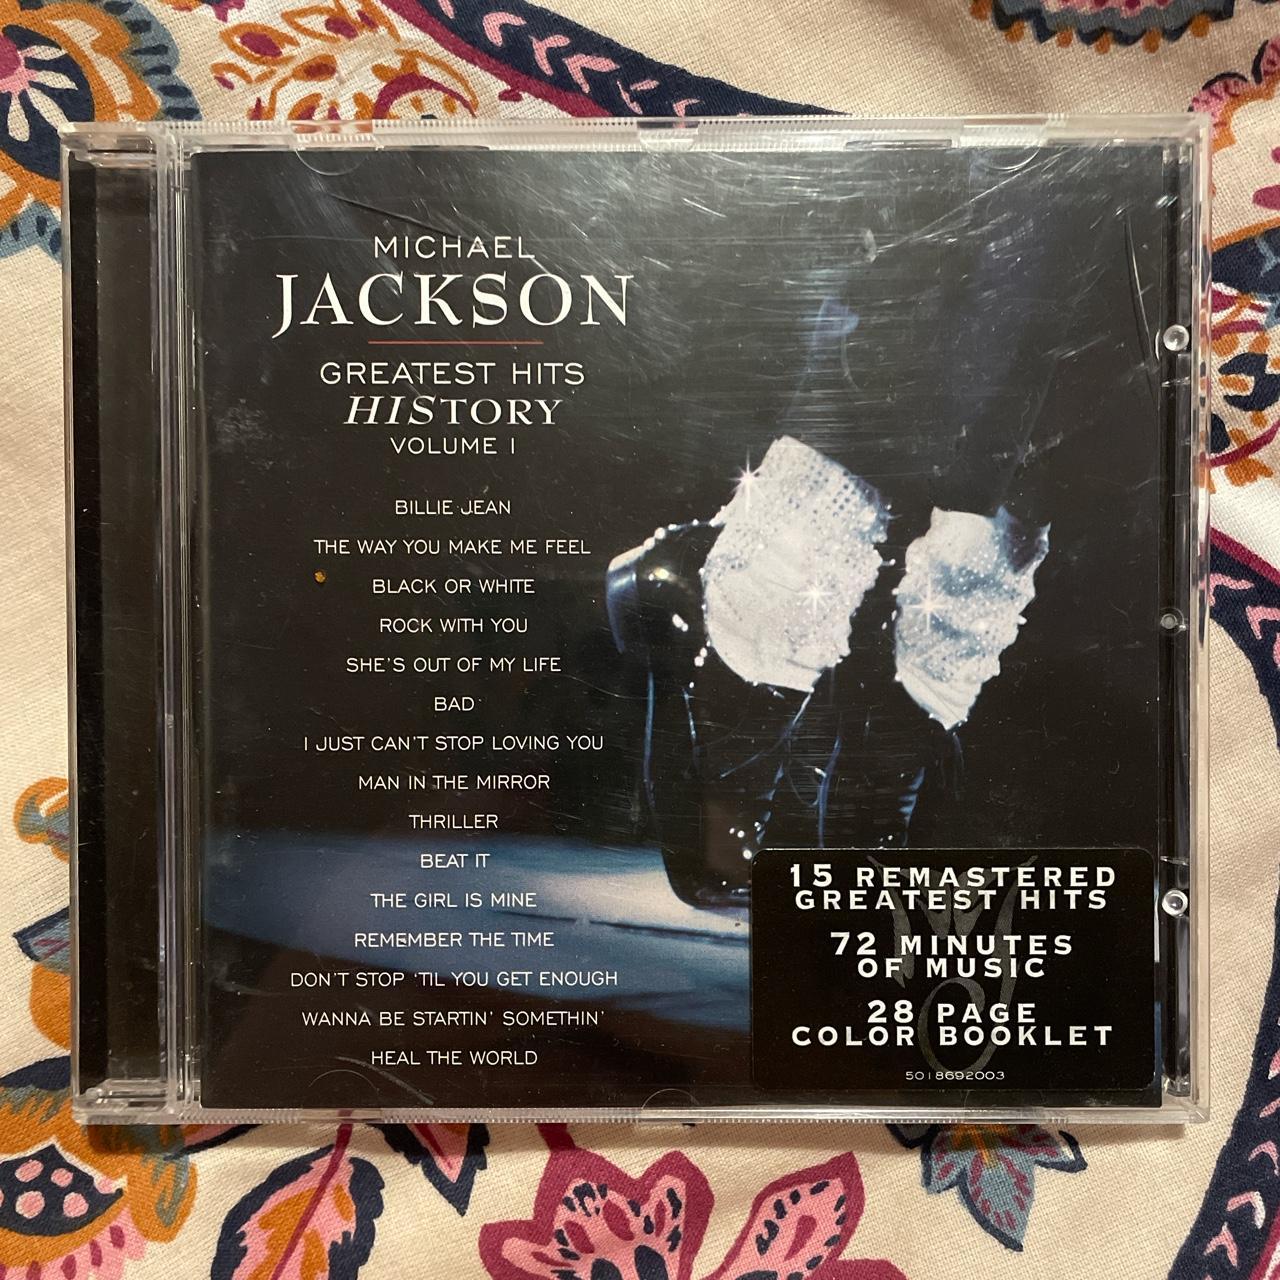 MICHAEL
JACKSON
GREATEST HITS
HISTORY
VOLUME I
BILLIE JEAN
THE WAY YOU MAKE ME FEEL
BLACK OR WHITE
ROCK WITH YOU
SHE'S OUT OF MY LIFE
BAD
I JUST CAN'T STOP LOVING YOU
MAN IN THE MIRROR
THRILLER
BEAT IT
THE GIRL IS MINE
REMEMBER THE TIME
DON'T STOP 'TIL YOU GET ENOUGH
WANNA BE STARTIN' SOMETHIN'
HEAL THE WORLD
15 REMASTERED
GREATEST HITS
72 MINUTES
OF MUSIC
28 PAGE
COLOR BOOKLET
5018692003